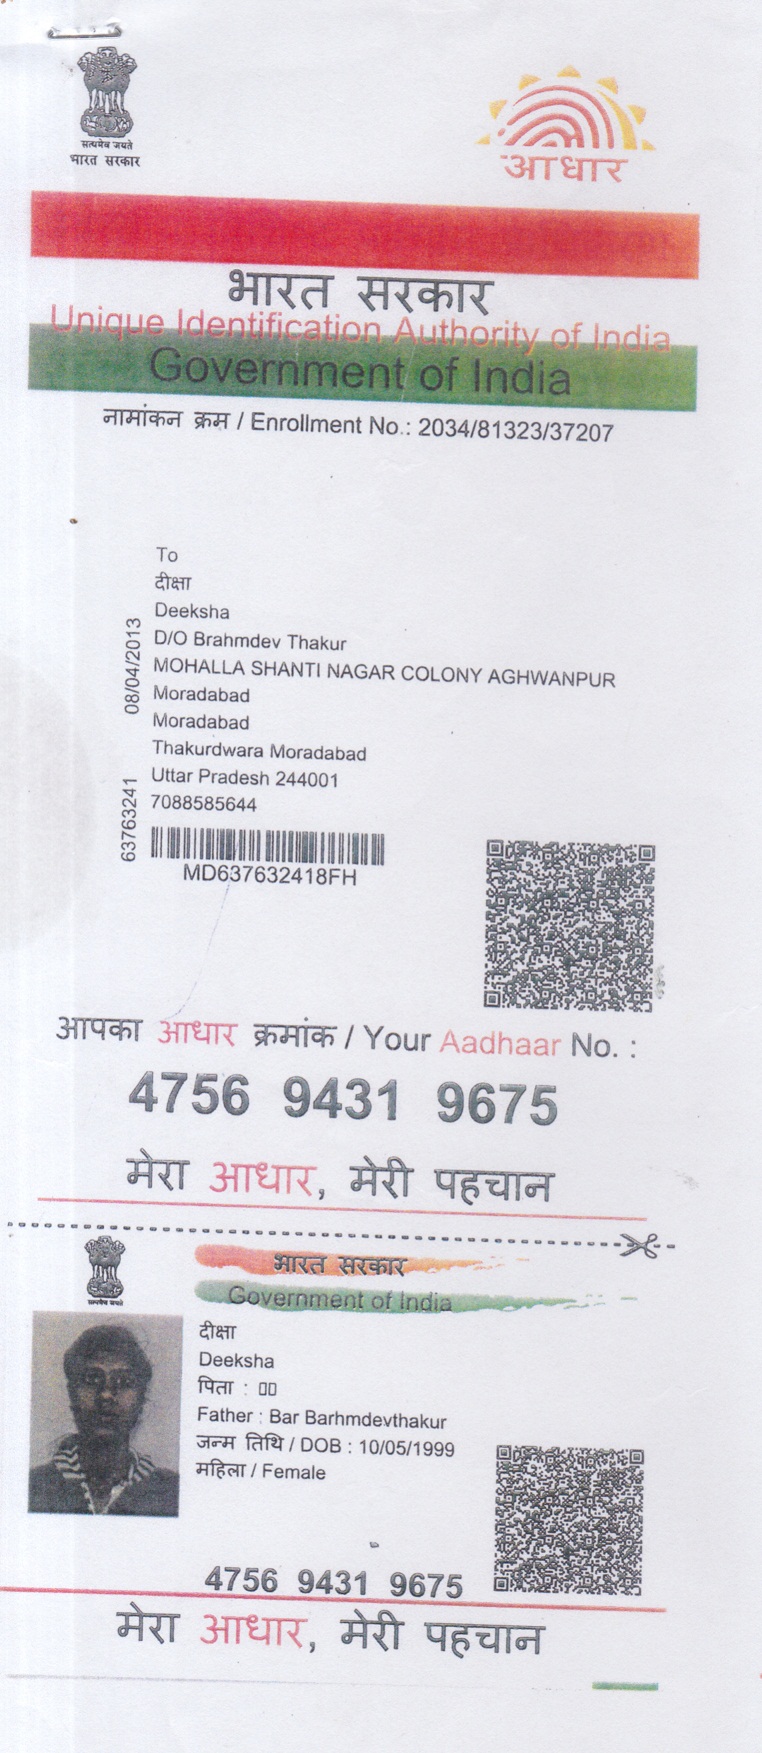 सत्यमेव जयते
भारत सरकार
आधार
भारत सरकार
Unique Identification Authority of India
Government of India
नामांकन क्रम / Enrollment No.: 2034/81323/37207
To
दीक्षा
Deeksha
D/O Brahmdev Thakur
MOHALLA SHANTI NAGAR COLONY AGHWANPUR
Moradabad
Moradabad
Thakurdwara Moradabad
Uttar Pradesh 244001
7088585644
08/04/2013
63763241
MD637632418FH
आपका आधार क्रमांक / Your Aadhaar No. :
4756 9431 9675
मेरा आधार, मेरी पहचान
भारत सरकार
Government of India
सत्यमेव जयते
दीक्षा
Deeksha
पिता : 
Father : Bar Barhmdevthakur
जन्म तिथि / DOB : 10/05/1999
महिला / Female
4756 9431 9675
मेरा आधार, मेरी पहचान